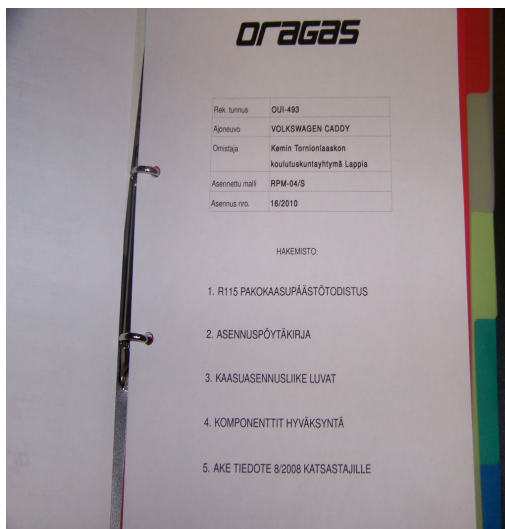 oraGas
Rek. tunnus OUI-493
Ajoneuvo VOLKSWAGEN CADDY
Omistaja Kemin Tornionlaaskon
koulutuskuntayhtymä Lappia
Asennettu malli RPM-04/S
Asennus nro. 16/2010
HAKEMISTO:
1. R115 PAKOKAASUPÄÄSTÖTODISTUS
2. ASENNUSPÖYTÄKIRJA
3. KAASUASENNUSLIIKE LUVAT
4. KOMPONENTTIT HYVÄKSYNTÄ
5. AKE TIEDOTE 8/2008 KATSASTAJILLE